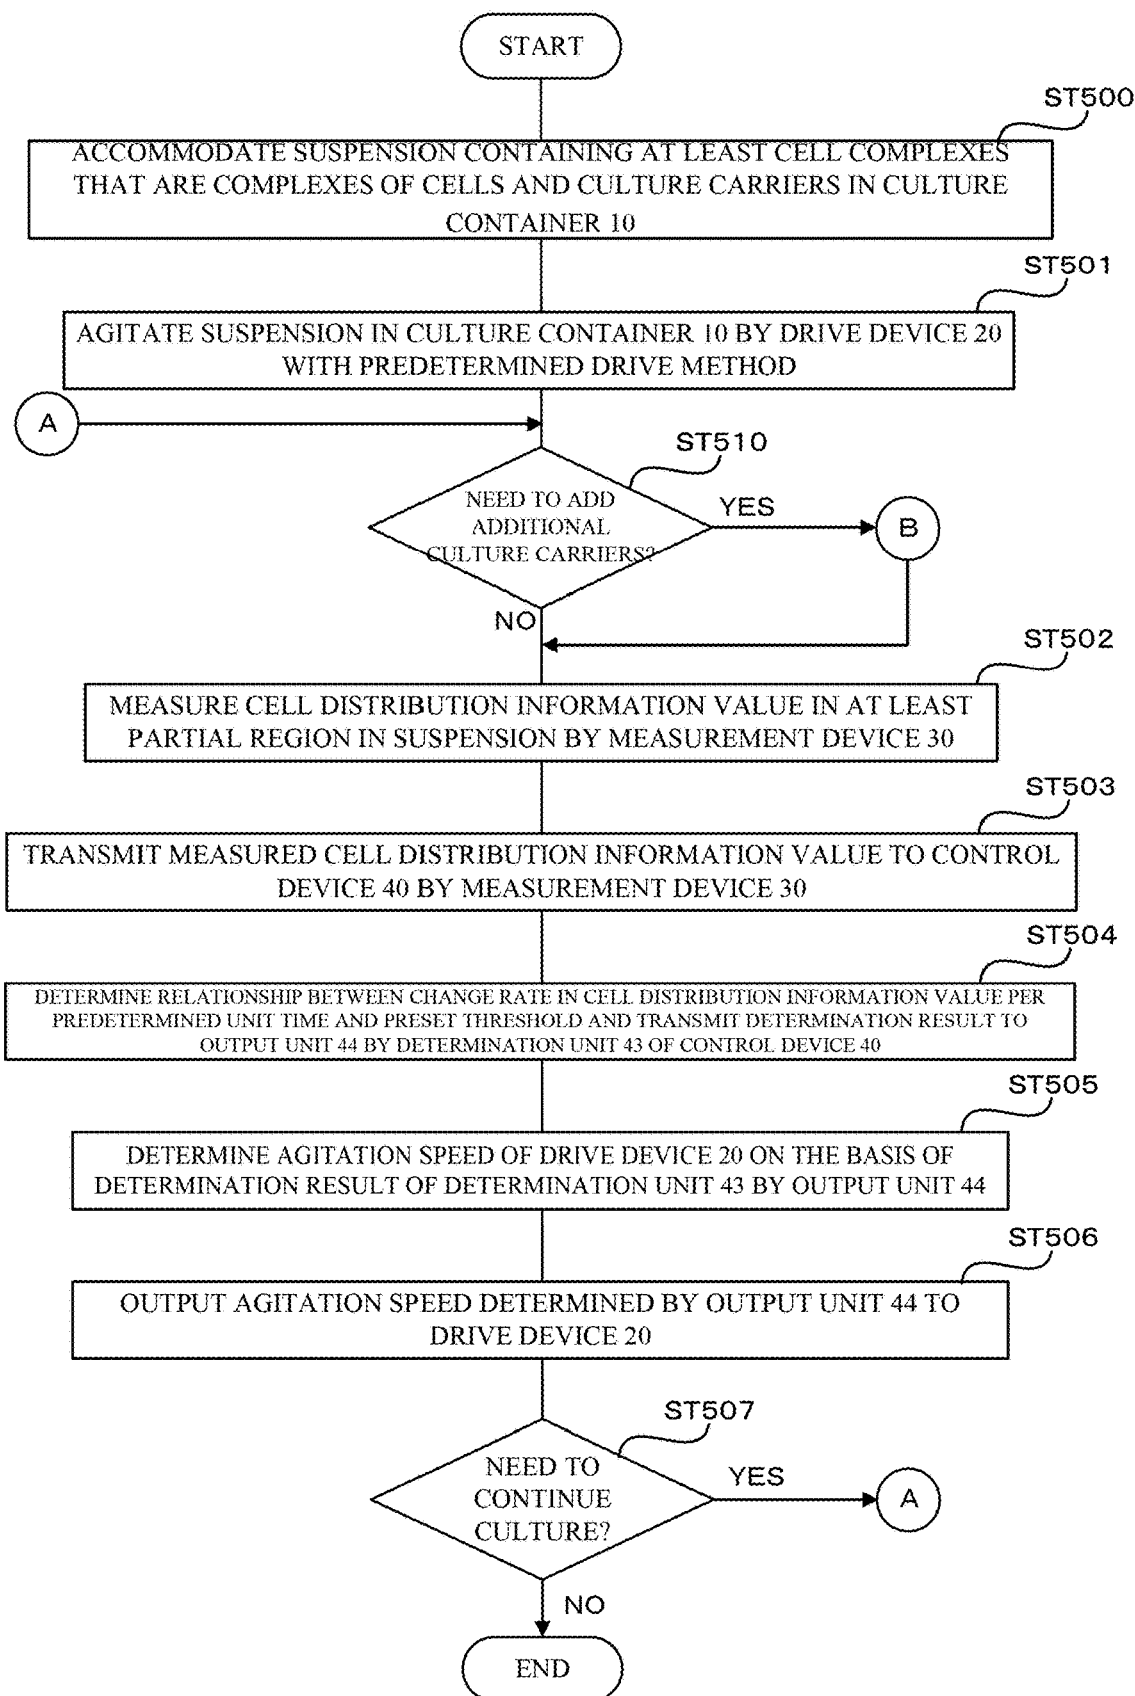 START
ST500
ACCOMMODATE SUSPENSION CONTAINING AT LEAST CELL COMPLEXES
THAT ARE COMPLEXES OF CELLS AND CULTURE CARRIERS IN CULTURE
CONTAINER 10
ST501
AGITATE SUSPENSION IN CULTURE CONTAINER 10 BY DRIVE DEVICE 20
WITH PREDETERMINED DRIVE METHOD
A
ST510
NEED TO ADD
ADDITIONAL
CULTURE CARRIERS?
YES
B
NO
ST502
MEASURE CELL DISTRIBUTION INFORMATION VALUE IN AT LEAST
PARTIAL REGION IN SUSPENSION BY MEASUREMENT DEVICE 30
ST503
TRANSMIT MEASURED CELL DISTRIBUTION INFORMATION VALUE TO CONTROL
DEVICE 40 BY MEASUREMENT DEVICE 30
ST504
DETERMINE RELATIONSHIP BETWEEN CHANGE RATE IN CELL DISTRIBUTION INFORMATION VALUE PER
PREDETERMINED UNIT TIME AND PRESET THRESHOLD AND TRANSMIT DETERMINATION RESULT TO
OUTPUT UNIT 44 BY DETERMINATION UNIT 43 OF CONTROL DEVICE 40
ST505
DETERMINE AGITATION SPEED OF DRIVE DEVICE 20 ON THE BASIS OF
DETERMINATION RESULT OF DETERMINATION UNIT 43 BY OUTPUT UNIT 44
ST506
OUTPUT AGITATION SPEED DETERMINED BY OUTPUT UNIT 44 TO
DRIVE DEVICE 20
ST507
NEED TO
CONTINUE
CULTURE?
YES
A
NO
END